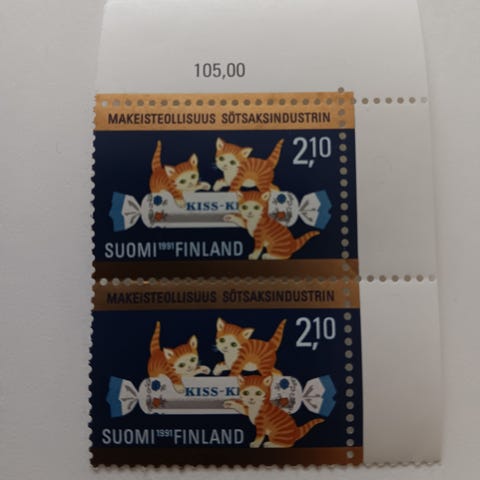 105,00
MAKEISTEOLLISUUS SÖTSAKSINDUSTRIN
2,10
KISS-KI
SUOMI 1991 FINLAND
MAKEISTEOLLISUUS SÖTSAKSINDUSTRIN
2,10
KISS-KI
SUOMI 1991 FINLAND